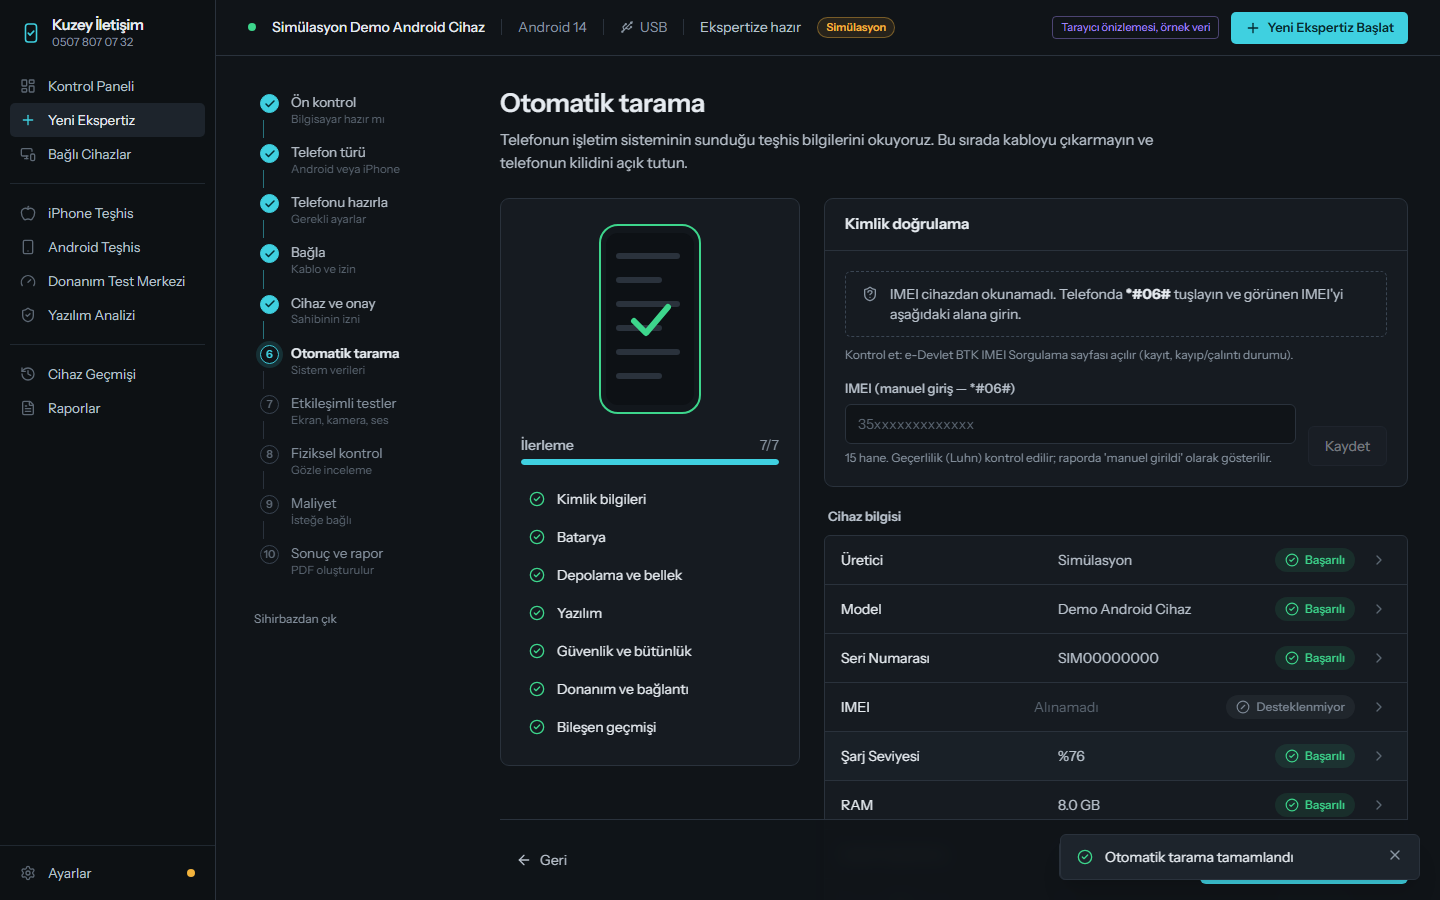 Kuzey İletişim
0507 807 07 32
Kontrol Paneli
Yeni Ekspertiz
Bağlı Cihazlar
iPhone Teşhis
Android Teşhis
Donanım Test Merkezi
Yazılım Analizi
Cihaz Geçmişi
Raporlar
Ayarlar
Simülasyon Demo Android Cihaz
Android 14
USB
Ekspertize hazır
Simülasyon
Tarayıcı önizlemesi, örnek veri
Yeni Ekspertiz Başlat
Ön kontrol
Bilgisayar hazır mı
Telefon türü
Android veya iPhone
Telefonu hazırla
Gerekli ayarlar
Bağla
Kablo ve izin
Cihaz ve onay
Sahibinin izni
6
Otomatik tarama
Sistem verileri
7
Etkileşimli testler
Ekran, kamera, ses
8
Fiziksel kontrol
Gözle inceleme
9
Maliyet
İsteğe bağlı
10
Sonuç ve rapor
PDF oluşturulur
Sihirbazdan çık
Otomatik tarama
Telefonun işletim sisteminin sunduğu teşhis bilgilerini okuyoruz. Bu sırada kabloyu çıkarmayın ve
telefonun kilidini açık tutun.
İlerleme 7/7
Kimlik bilgileri
Batarya
Depolama ve bellek
Yazılım
Güvenlik ve bütünlük
Donanım ve bağlantı
Bileşen geçmişi
Kimlik doğrulama
IMEI cihazdan okunamadı. Telefonda *#06# tuşlayın ve görünen IMEI'yi
aşağıdaki alana girin.
Kontrol et: e-Devlet BTK IMEI Sorgulama sayfası açılır (kayıt, kayıp/çalıntı durumu).
IMEI (manuel giriş — *#06#)
35xxxxxxxxxxxxx
Kaydet
15 hane. Geçerlilik (Luhn) kontrol edilir; raporda 'manuel girildi' olarak gösterilir.
Cihaz bilgisi
Üretici Simülasyon Başarılı
Model Demo Android Cihaz Başarılı
Seri Numarası SIM00000000 Başarılı
IMEI Alınamadı Desteklenmiyor
Şarj Seviyesi %76 Başarılı
RAM 8.0 GB Başarılı
Geri
Otomatik tarama tamamlandı